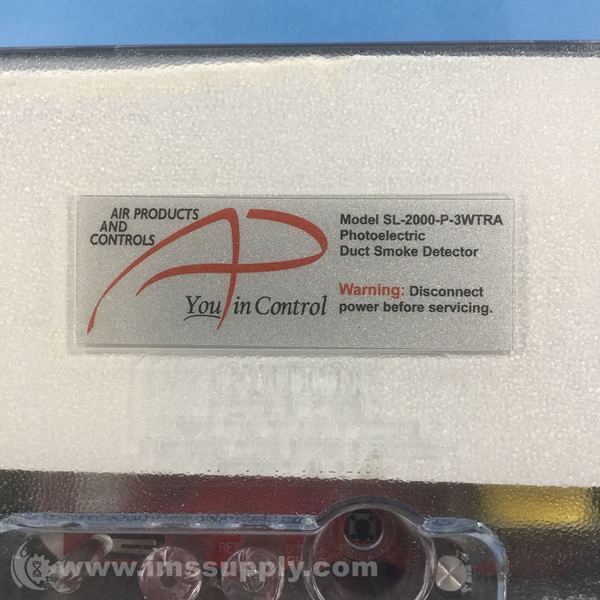 AIR PRODUCTS
AND
CONTROLS
You in Control
Model SL-2000-P-3WTRA
Photoelectric
Duct Smoke Detector
Warning: Disconnect
power before servicing.
CAUTION
www.imssupply.com